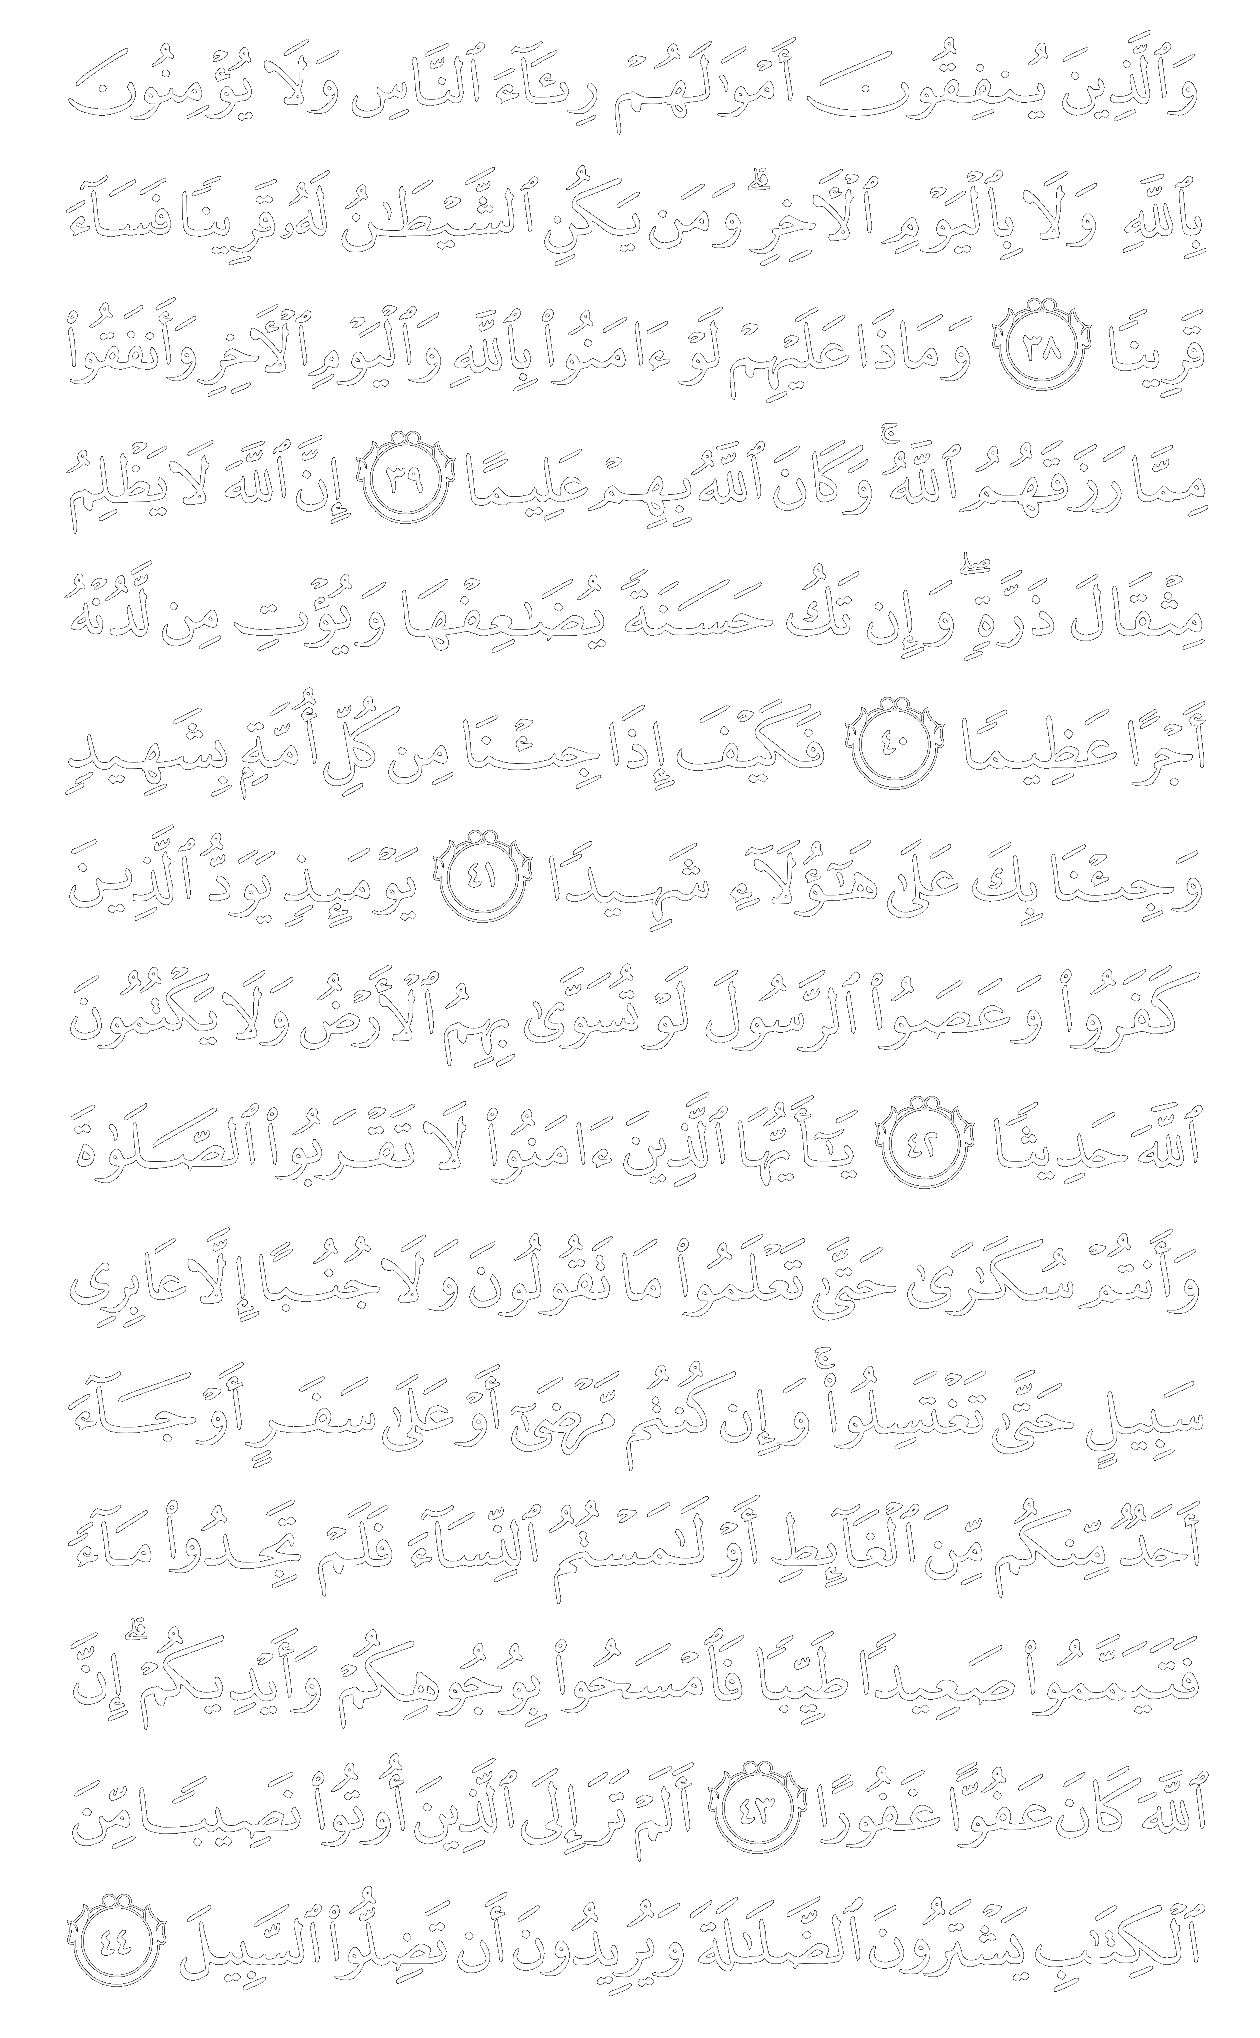 وَٱلَّذِينَ يُنفِقُونَ أَمْوَٰلَهُمْ رِئَآءَ ٱلنَّاسِ وَلَا يُؤْمِنُونَ
بِٱللَّهِ وَلَا بِٱلْيَوْمِ ٱلْأَخِرِ ۗ وَمَن يَكُنِ ٱلشَّيْطَٰنُ لَهُۥ قَرِينًا فَسَآءَ
قَرِينًا ٣٨ وَمَاذَا عَلَيْهِمْ لَوْ ءَامَنُوا۟ بِٱللَّهِ وَٱلْيَوْمِ ٱلْأَخِرِ وَأَنفَقُوا۟
مِمَّا رَزَقَهُمُ ٱللَّهُ ۚ وَكَانَ ٱللَّهُ بِهِمْ عَلِيمًا ٣٩ إِنَّ ٱللَّهَ لَا يَظْلِمُ
مِثْقَالَ ذَرَّةٍ ۖ وَإِن تَكُ حَسَنَةً يُضَٰعِفْهَا وَيُؤْتِ مِن لَّدُنْهُ
أَجْرًا عَظِيمًا ٤٠ فَكَيْفَ إِذَا جِئْنَا مِن كُلِّ أُمَّةٍ بِشَهِيدٍ
وَجِئْنَا بِكَ عَلَىٰ هَٰٓؤُلَآءِ شَهِيدًا ٤١ يَوْمَئِذٍ يَوَدُّ ٱلَّذِينَ
كَفَرُوا۟ وَعَصَوُا۟ ٱلرَّسُولَ لَوْ تُسَوَّىٰ بِهِمُ ٱلْأَرْضُ وَلَا يَكْتُمُونَ
ٱللَّهَ حَدِيثًا ٤٢ يَٰٓأَيُّهَا ٱلَّذِينَ ءَامَنُوا۟ لَا تَقْرَبُوا۟ ٱلصَّلَوٰةَ
وَأَنتُمْ سُكَٰرَىٰ حَتَّىٰ تَعْلَمُوا۟ مَا تَقُولُونَ وَلَا جُنُبًا إِلَّا عَابِرِى
سَبِيلٍ حَتَّىٰ تَغْتَسِلُوا۟ ۚ وَإِن كُنتُم مَّرْضَىٰٓ أَوْ عَلَىٰ سَفَرٍ أَوْ جَآءَ
أَحَدٌ مِّنكُم مِّنَ ٱلْغَآئِطِ أَوْ لَٰمَسْتُمُ ٱلنِّسَآءَ فَلَمْ تَجِدُوا۟ مَآءً
فَتَيَمَّمُوا۟ صَعِيدًا طَيِّبًا فَٱمْسَحُوا۟ بِوُجُوهِكُمْ وَأَيْدِيكُمْ ۗ إِنَّ
ٱللَّهَ كَانَ عَفُوًّا غَفُورًا ٤٣ أَلَمْ تَرَ إِلَى ٱلَّذِينَ أُوتُوا۟ نَصِيبًا مِّنَ
ٱلْكِتَٰبِ يَشْتَرُونَ ٱلضَّلَٰلَةَ وَيُرِيدُونَ أَن تَضِلُّوا۟ ٱلسَّبِيلَ ٤٤